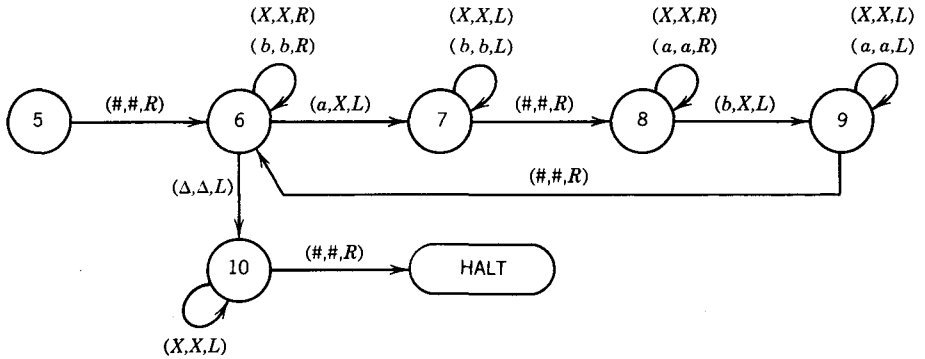 (X,X,R) (X,X,L) (X,X,R) (X,X,L)
(b,b,R) (b,b,L) (a,a,R) (a,a,L)
5 (#,#,R) 6 (a,X,L) 7 (#,#,R) 8 (b,X,L) 9
(Δ,Δ,L) (#,#,R)
10 (#,#,R) HALT
(X,X,L)